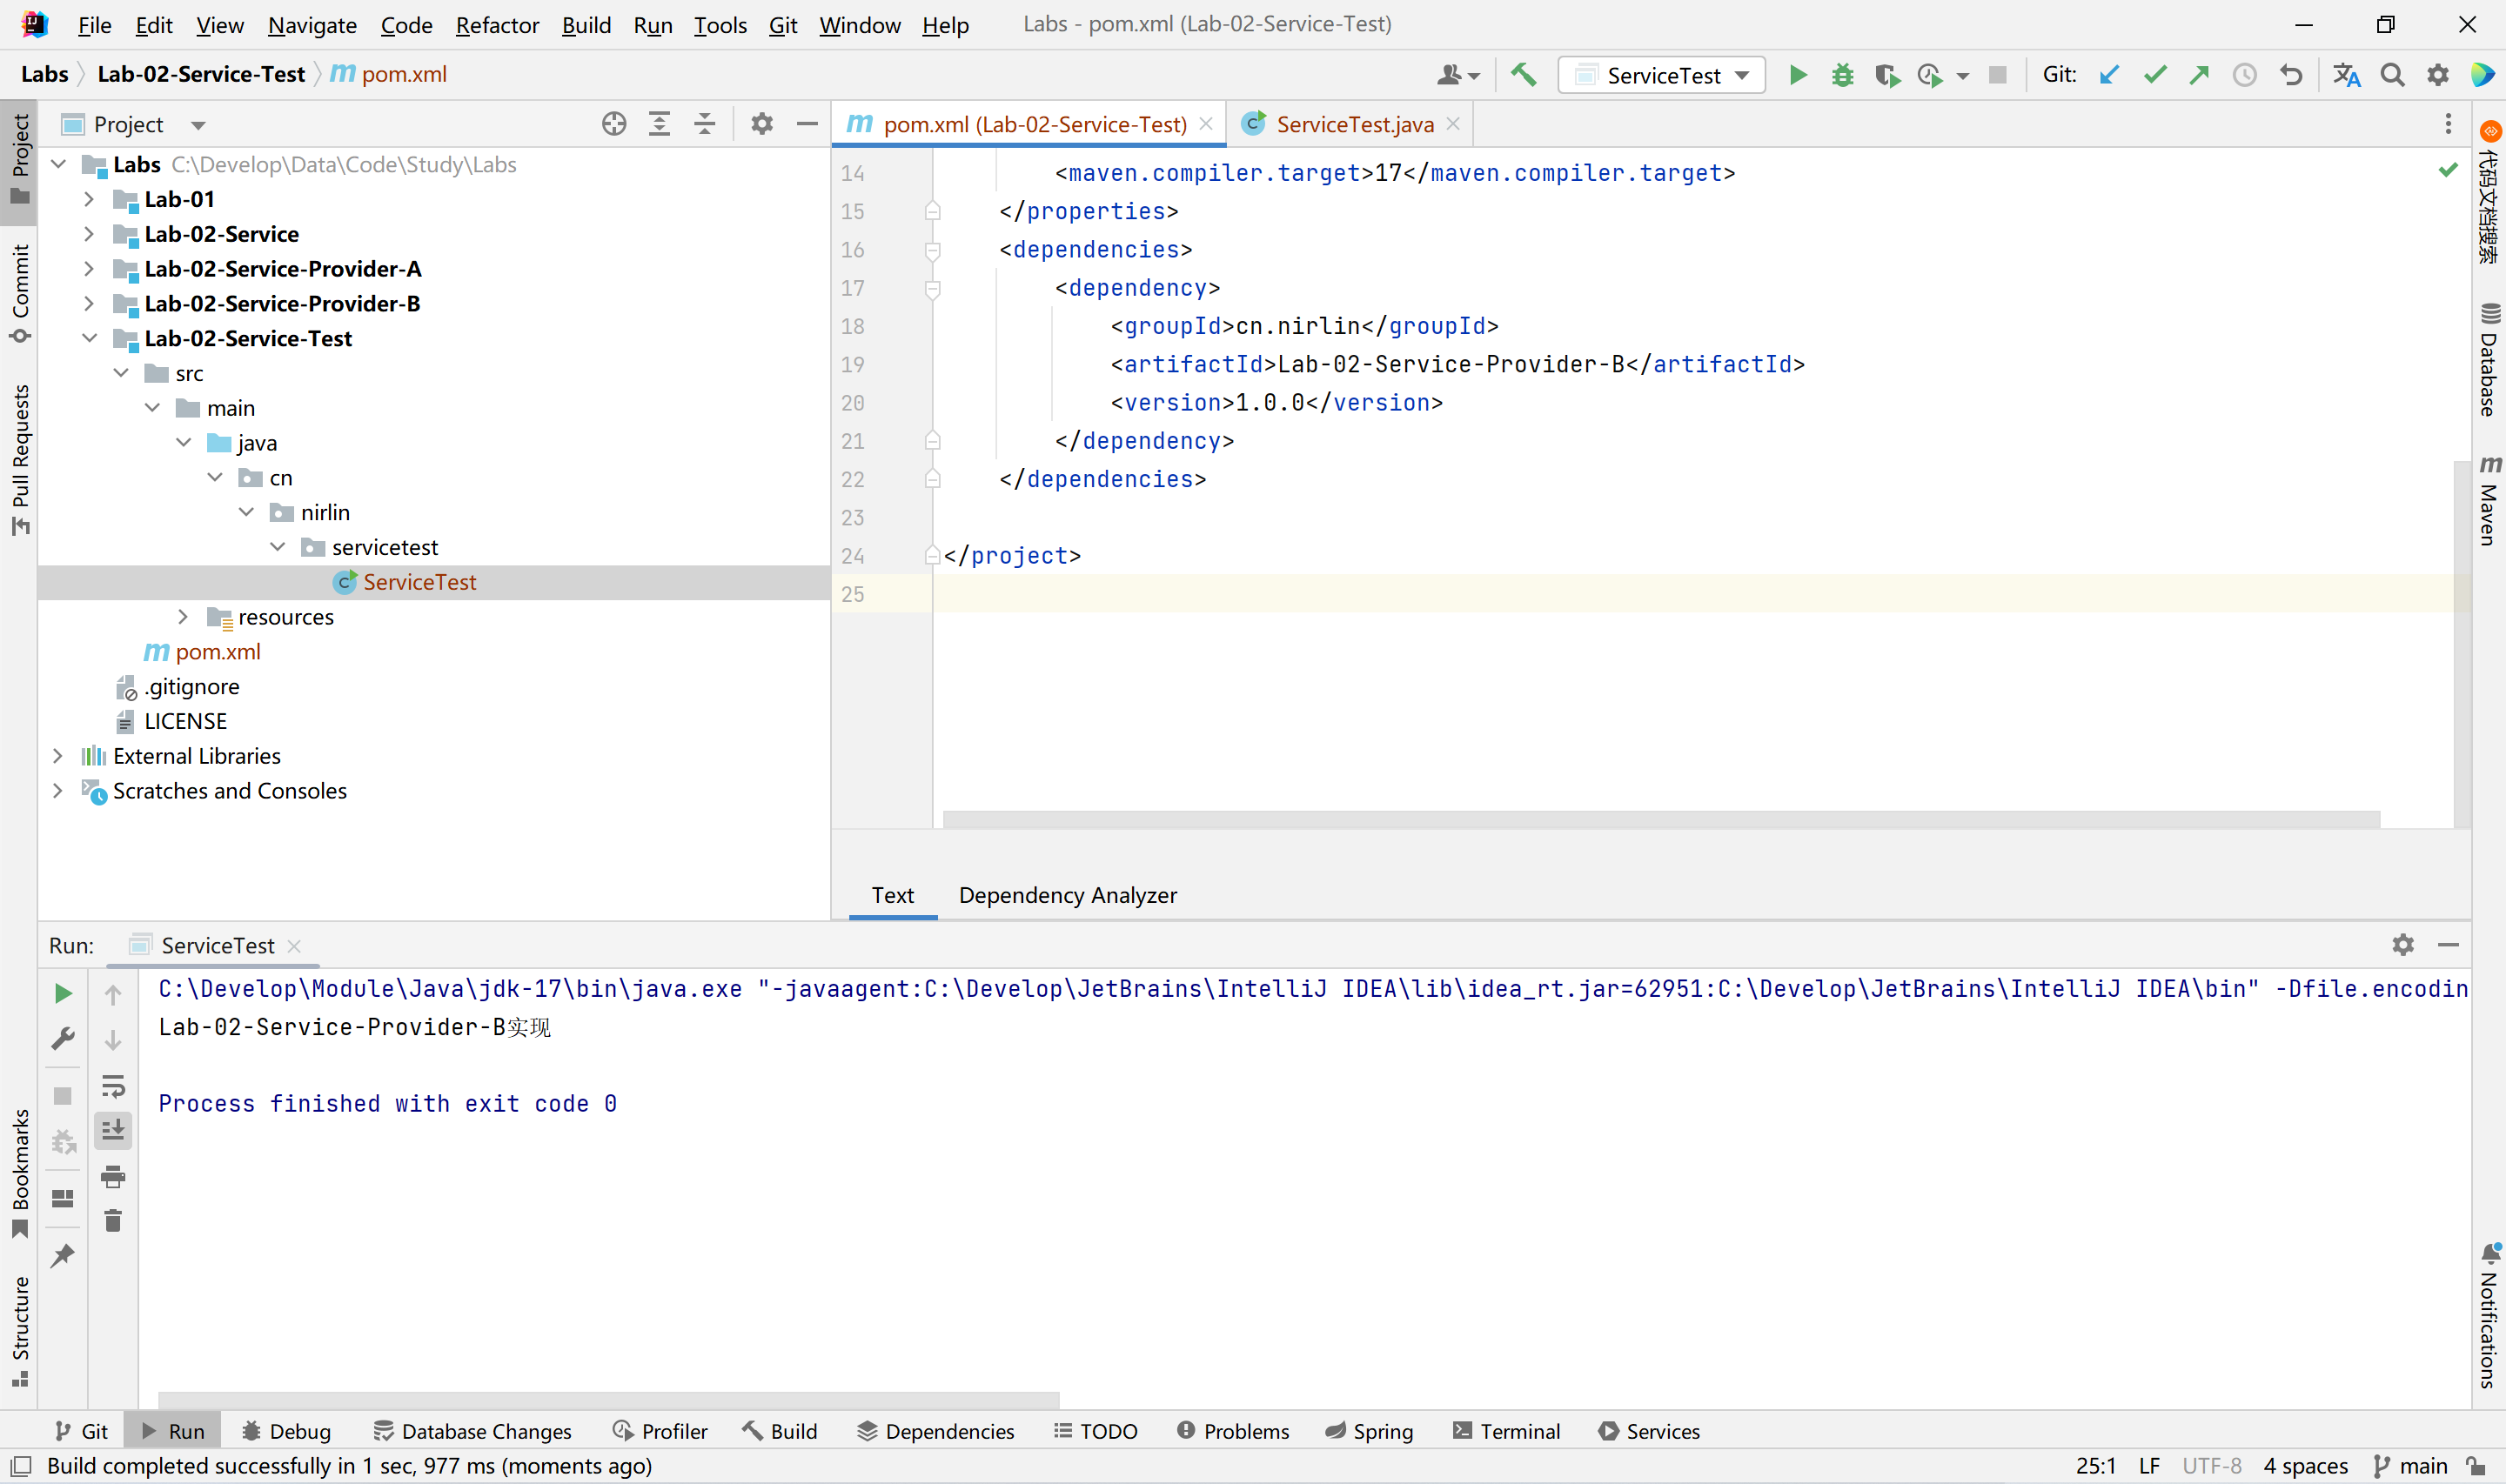 File Edit View Navigate Code Refactor Build Run Tools Git Window Help Labs - pom.xml (Lab-02-Service-Test)
Labs Lab-02-Service-Test pom.xml ServiceTest Git:
Project
pom.xml (Lab-02-Service-Test) ServiceTest.java
Labs C:\Develop\Data\Code\Study\Labs
Lab-01
Lab-02-Service
Lab-02-Service-Provider-A
Lab-02-Service-Provider-B
Lab-02-Service-Test
src
main
java
cn
nirlin
servicetest
ServiceTest
resources
pom.xml
.gitignore
LICENSE
External Libraries
Scratches and Consoles
14 <maven.compiler.target>17</maven.compiler.target>
15 </properties>
16 <dependencies>
17 <dependency>
18 <groupId>cn.nirlin</groupId>
19 <artifactId>Lab-02-Service-Provider-B</artifactId>
20 <version>1.0.0</version>
21 </dependency>
22 </dependencies>
23
24 </project>
25
Text Dependency Analyzer
Project
Commit
Pull Requests
Bookmarks
Structure
代码文档搜索
Database
Maven
Notifications
Run: ServiceTest
C:\Develop\Module\Java\jdk-17\bin\java.exe "-javaagent:C:\Develop\JetBrains\IntelliJ IDEA\lib\idea_rt.jar=62951:C:\Develop\JetBrains\IntelliJ IDEA\bin" -Dfile.encodin
Lab-02-Service-Provider-B实现
Process finished with exit code 0
Git Run Debug Database Changes Profiler Build Dependencies TODO Problems Spring Terminal Services
Build completed successfully in 1 sec, 977 ms (moments ago) 25:1 LF UTF-8 4 spaces main